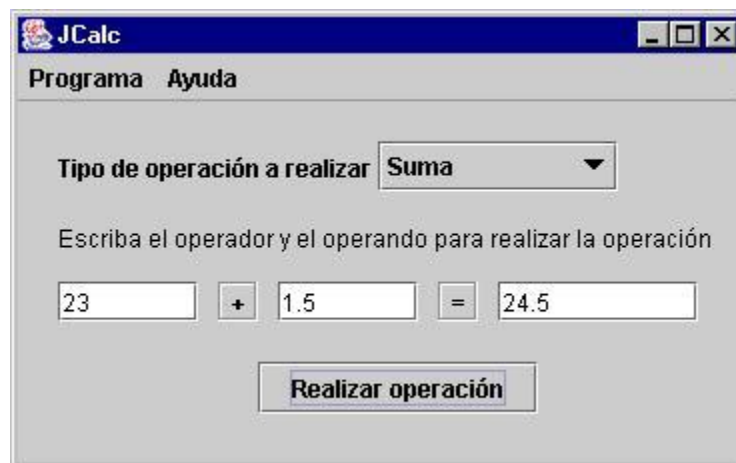 JCalc
Programa Ayuda
Tipo de operación a realizar Suma
Escriba el operador y el operando para realizar la operación
23 + 1.5 = 24.5
Realizar operación